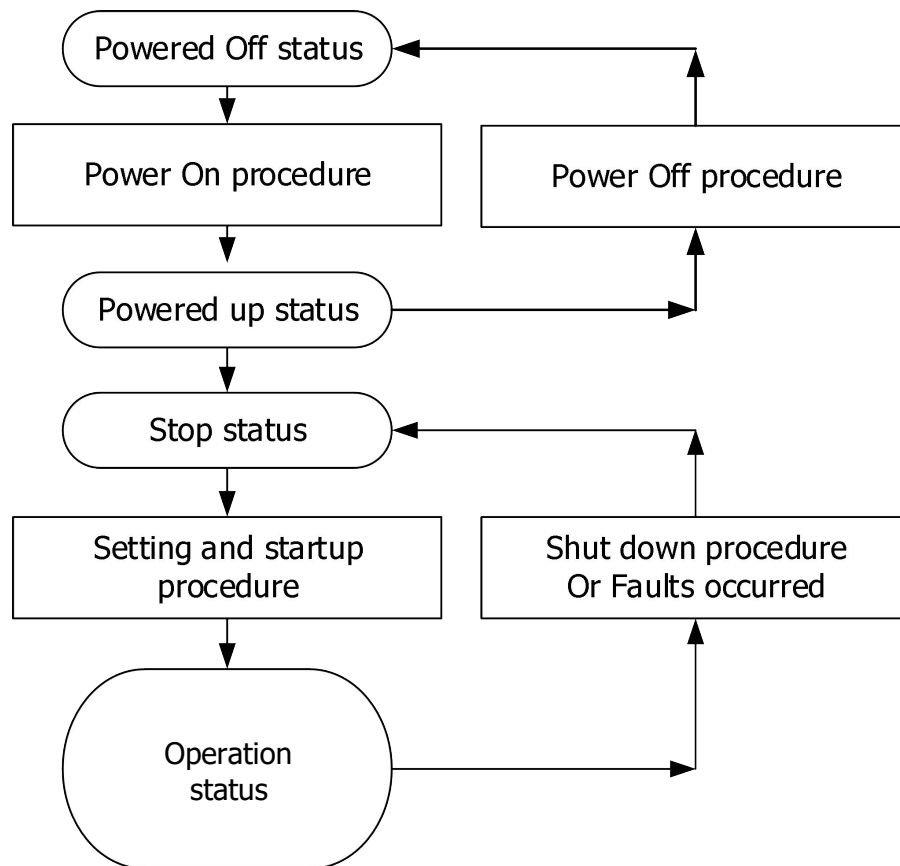 Powered Off status
Power On procedure
Power Off procedure
Powered up status
Stop status
Setting and startup
procedure
Shut down procedure
Or Faults occurred
Operation
status